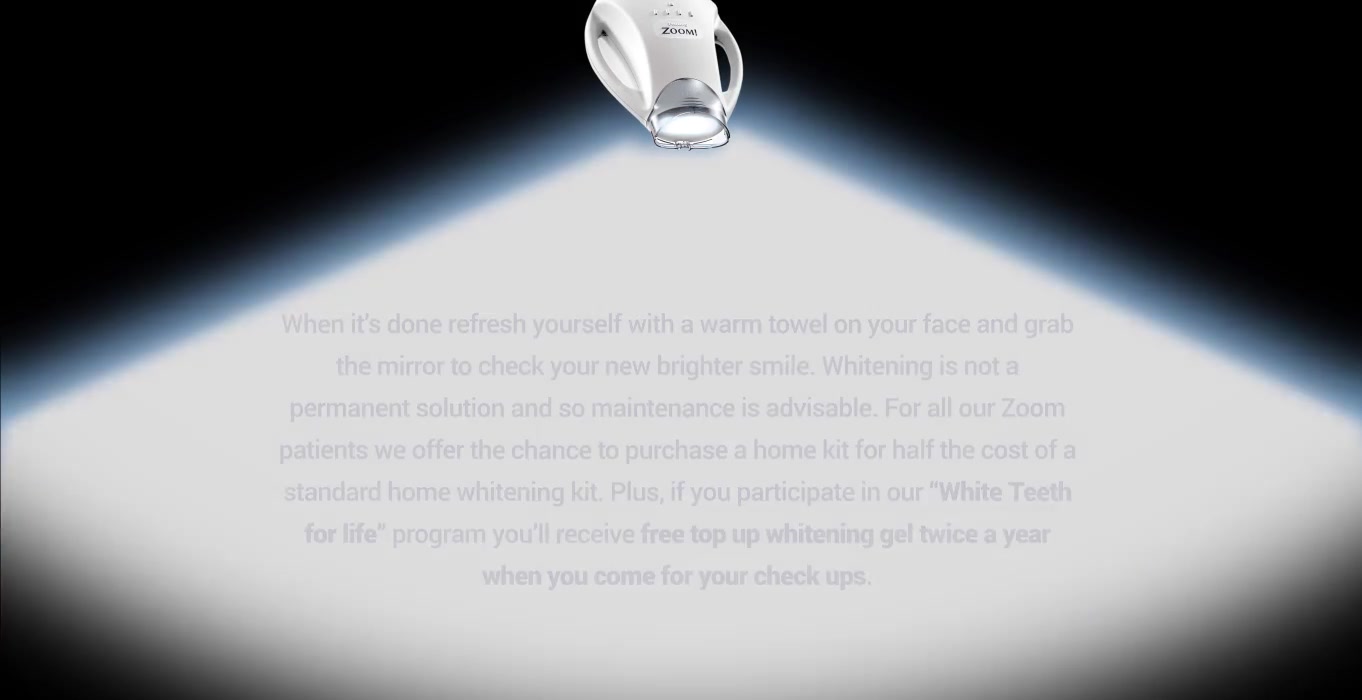 ZOOM!
When it's done refresh yourself with a warm towel on your face and grab
the mirror to check your new brighter smile. Whitening is not a
permanent solution and so maintenance is advisable. For all our Zoom
patients we offer the chance to purchase a home kit for half the cost of a
standard home whitening kit. Plus, if you participate in our "White Teeth
for life" program you'll receive free top up whitening gel twice a year
when you come for your check ups.